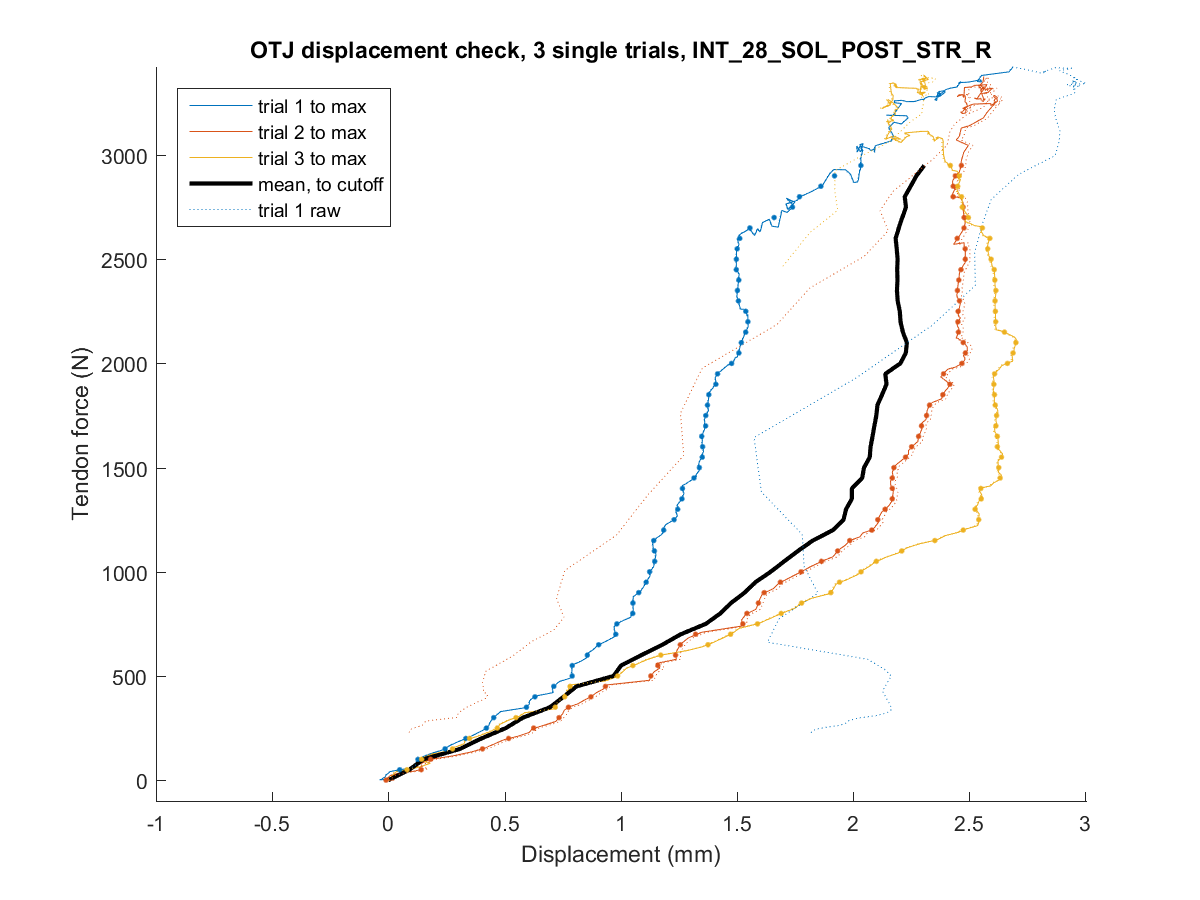 OTJ displacement check, 3 single trials, INT_28_SOL_POST_STR_R
trial 1 to max
trial 2 to max
trial 3 to max
mean, to cutoff
trial 1 raw
3000
2500
2000
1500
1000
500
0
Tendon force (N)
-1 -0.5 0 0.5 1 1.5 2 2.5 3
Displacement (mm)